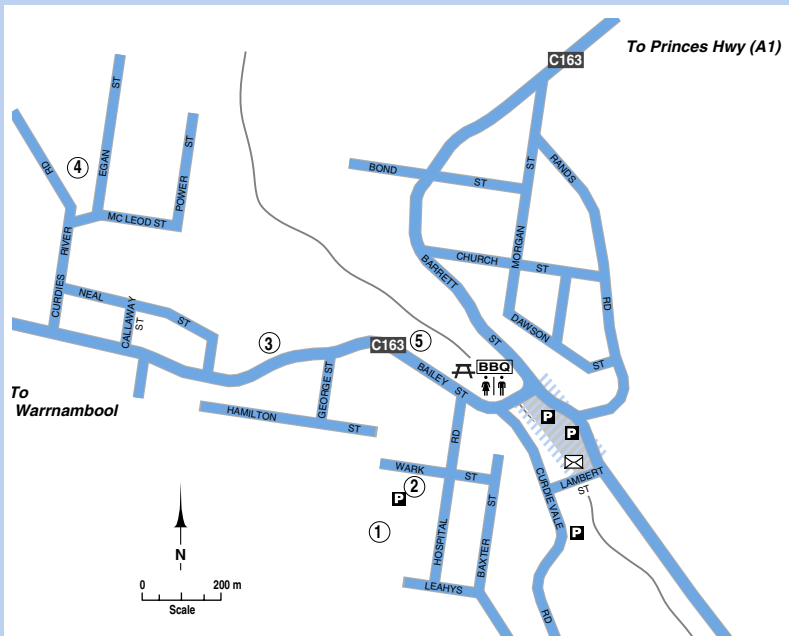 To Princes Hwy (A1)
C163
EGAN ST
RD
4
POWER ST
MC LEOD ST
BOND ST
RANDS
MORGAN ST
CURDIES RIVER
CHURCH ST
BARRETT ST
NEAL ST
CALLAWAY ST
RD
DAWSON ST
3
C163
5
BAILEY ST
BBQ
GEORGE ST
To
Warrnambool
HAMILTON ST
P
P
RD
WARK ST
2
P
LAMBERT ST
CURDIE VALE
1
HOSPITAL
BAXTER ST
P
N
LEAHYS
0 200 m
Scale
RD